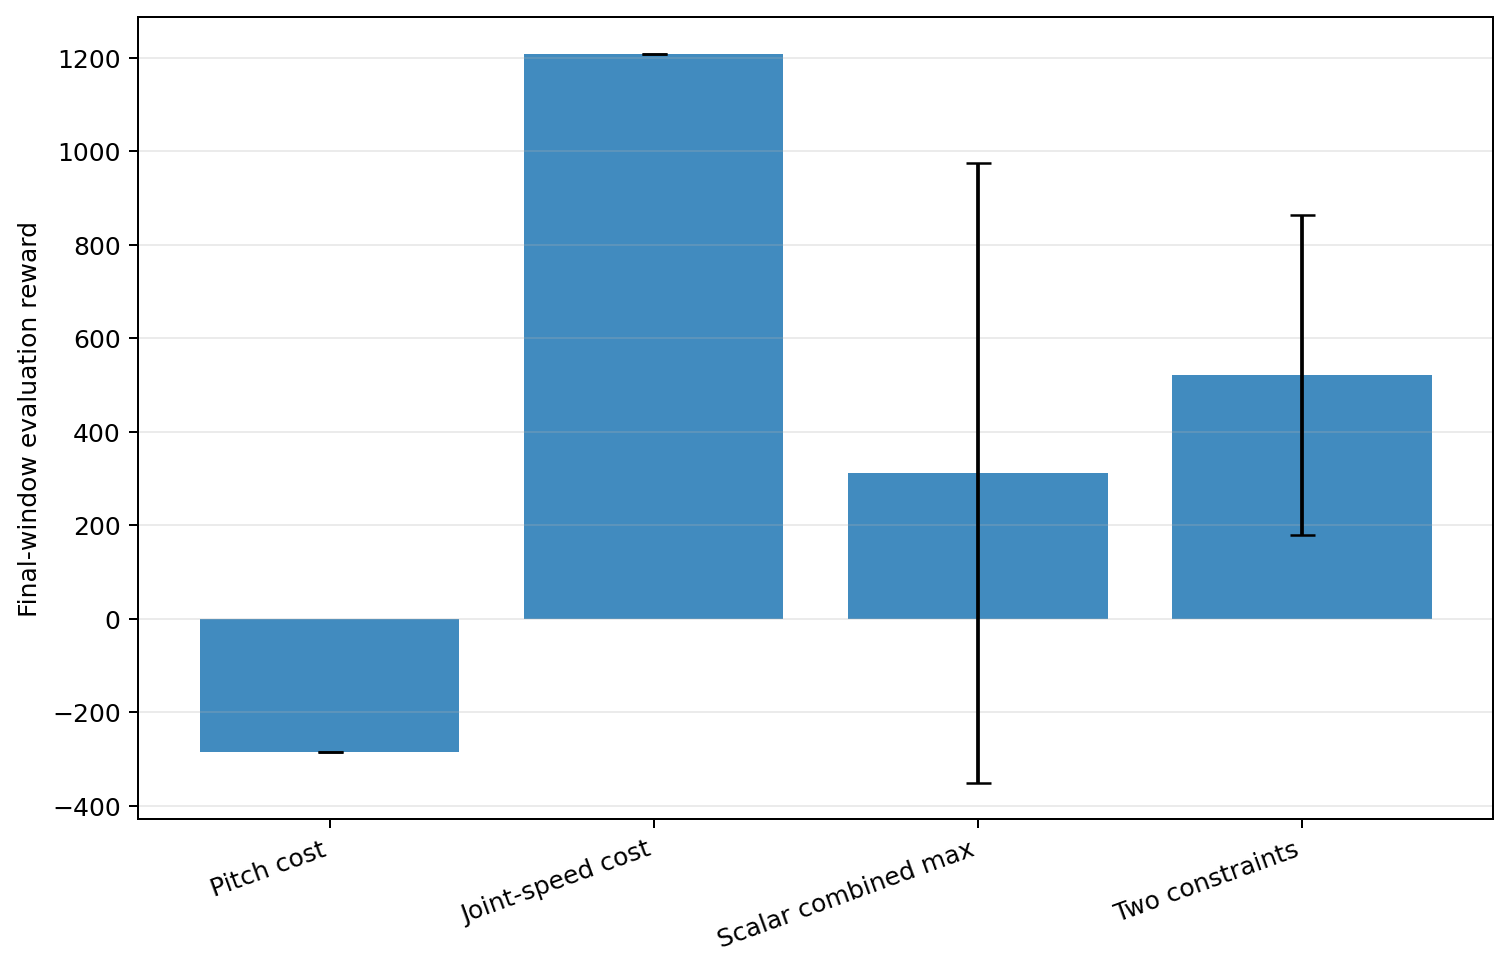 Final-window evaluation reward
1200
1000
800
600
400
200
0
−200
−400
Pitch cost
Joint-speed cost
Scalar combined max
Two constraints